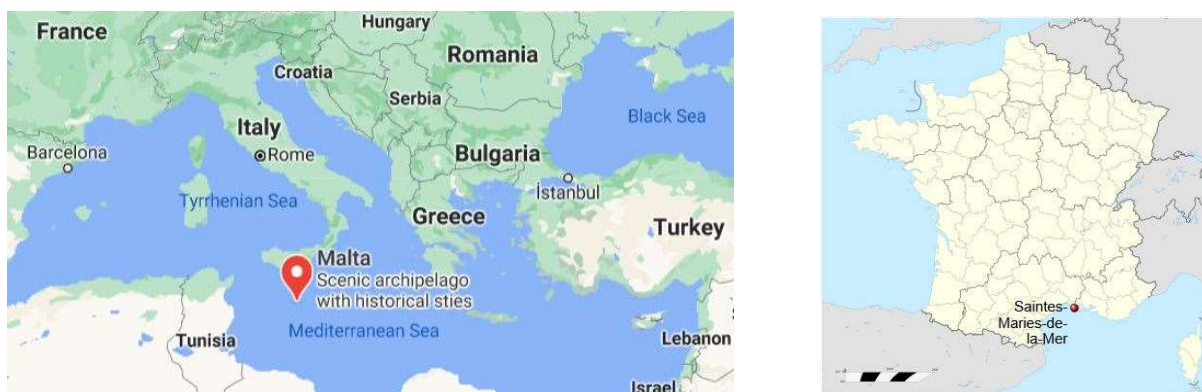 France
Hungary
Romania
Croatia
Serbia
Black Sea
Italy
Rome
Barcelona
Bulgaria
İstanbul
Tyrrhenian Sea
Greece
Turkey
Malta
Scenic archipelago
with historical sties
Mediterranean Sea
Tunisia
Lebanon
Israel
Saintes-
Maries-de-
la-Mer